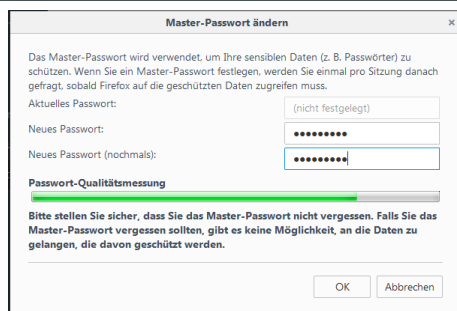 Master-Passwort ändern
Das Master-Passwort wird verwendet, um Ihre sensiblen Daten (z. B. Passwörter) zu
schützen. Wenn Sie ein Master-Passwort festlegen, werden Sie einmal pro Sitzung danach
gefragt, sobald Firefox auf die geschützten Daten zugreifen muss.
Aktuelles Passwort: (nicht festgelegt)
Neues Passwort: ●●●●●●●●●
Neues Passwort (nochmals): ●●●●●●●●●
Passwort-Qualitätsmessung
Bitte stellen Sie sicher, dass Sie das Master-Passwort nicht vergessen. Falls Sie das
Master-Passwort vergessen sollten, gibt es keine Möglichkeit, an die Daten zu
gelangen, die davon geschützt werden.
OK Abbrechen